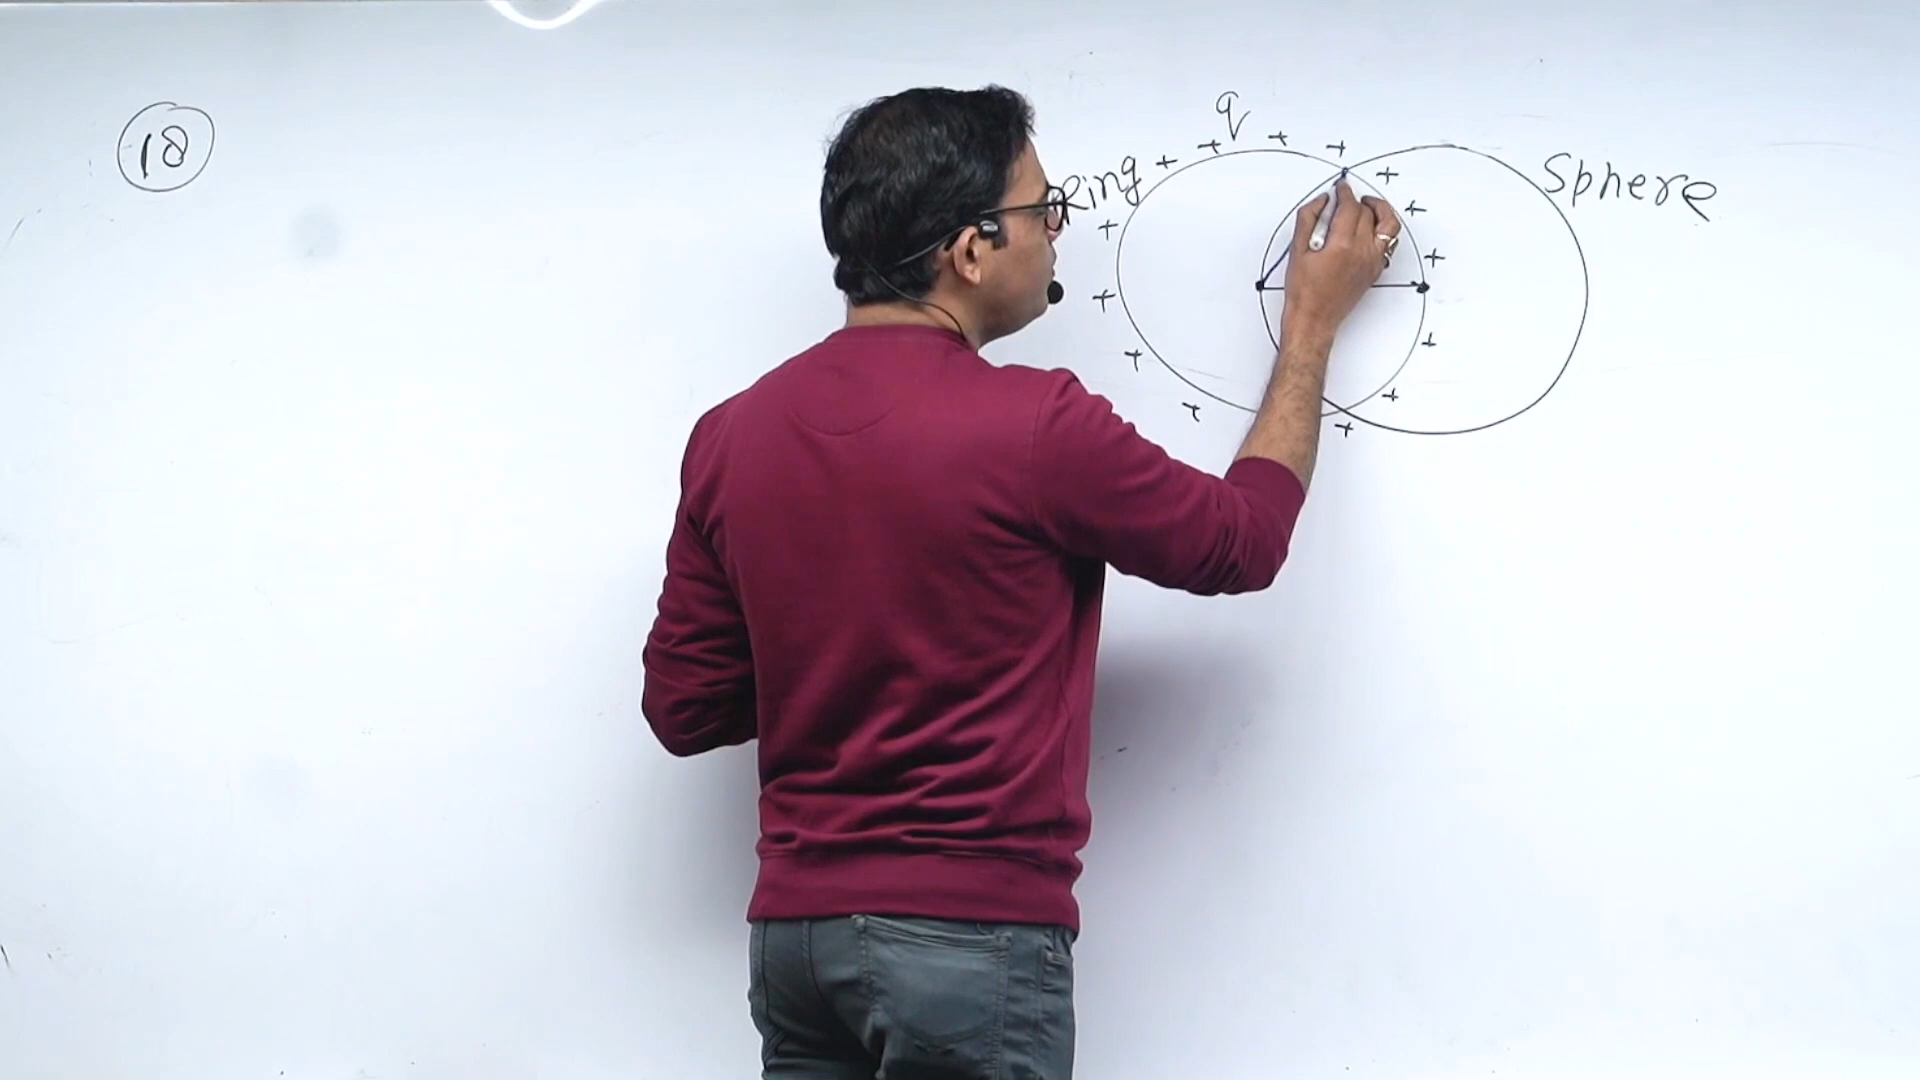 18
q
Ring
Sphere
+ + + + + + + + + + + + + + +